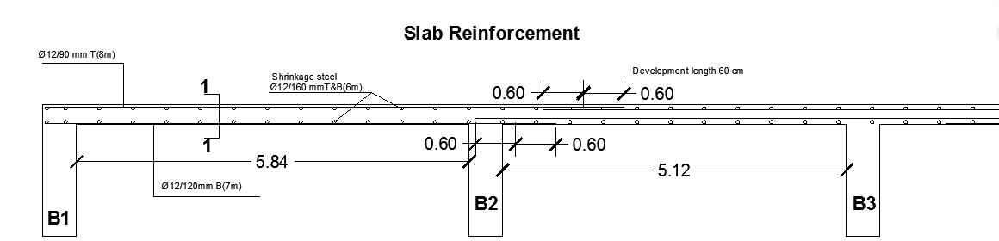 Slab Reinforcement
Ø12/90 mm T(8m)
Shrinkage steel
Ø12/160 mmT&B(6m)
Development length 60 cm
1
0.60
0.60
1
0.60
0.60
5.84
5.12
Ø12/120mm B(7m)
B1
B2
B3